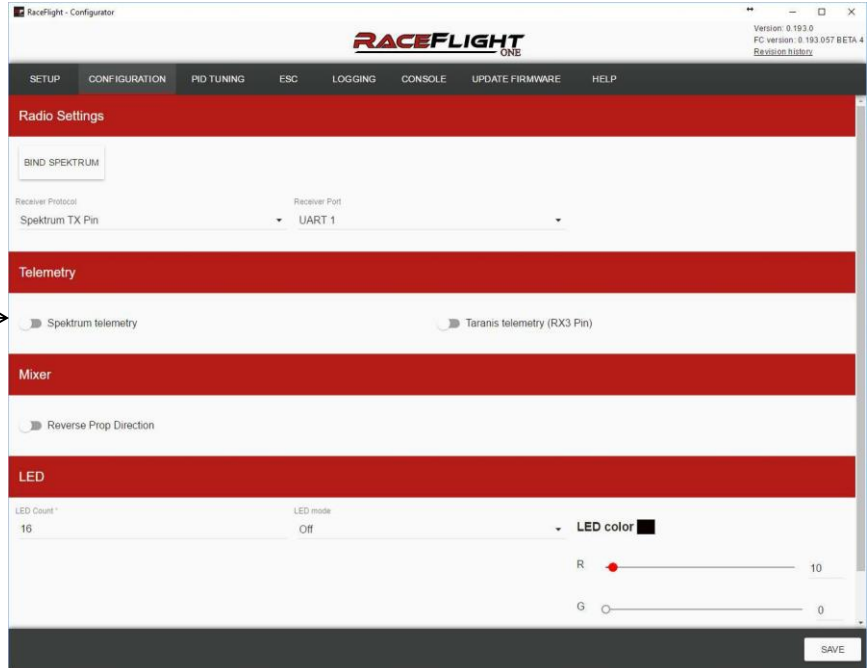 RaceFlight - Configurator
RACEFLIGHT
ONE
Version: 0.193.0
FC version: 0.193.057 BETA 4
Revision history
SETUP CONFIGURATION PID TUNING ESC LOGGING CONSOLE UPDATE FIRMWARE HELP
Radio Settings
BIND SPEKTRUM
Receiver Protocol Receiver Port
Spektrum TX Pin UART 1
Telemetry
Spektrum telemetry Taranis telemetry (RX3 Pin)
Mixer
Reverse Prop Direction
LED
LED Count * LED mode
16 Off LED color
R 10
G 0
SAVE